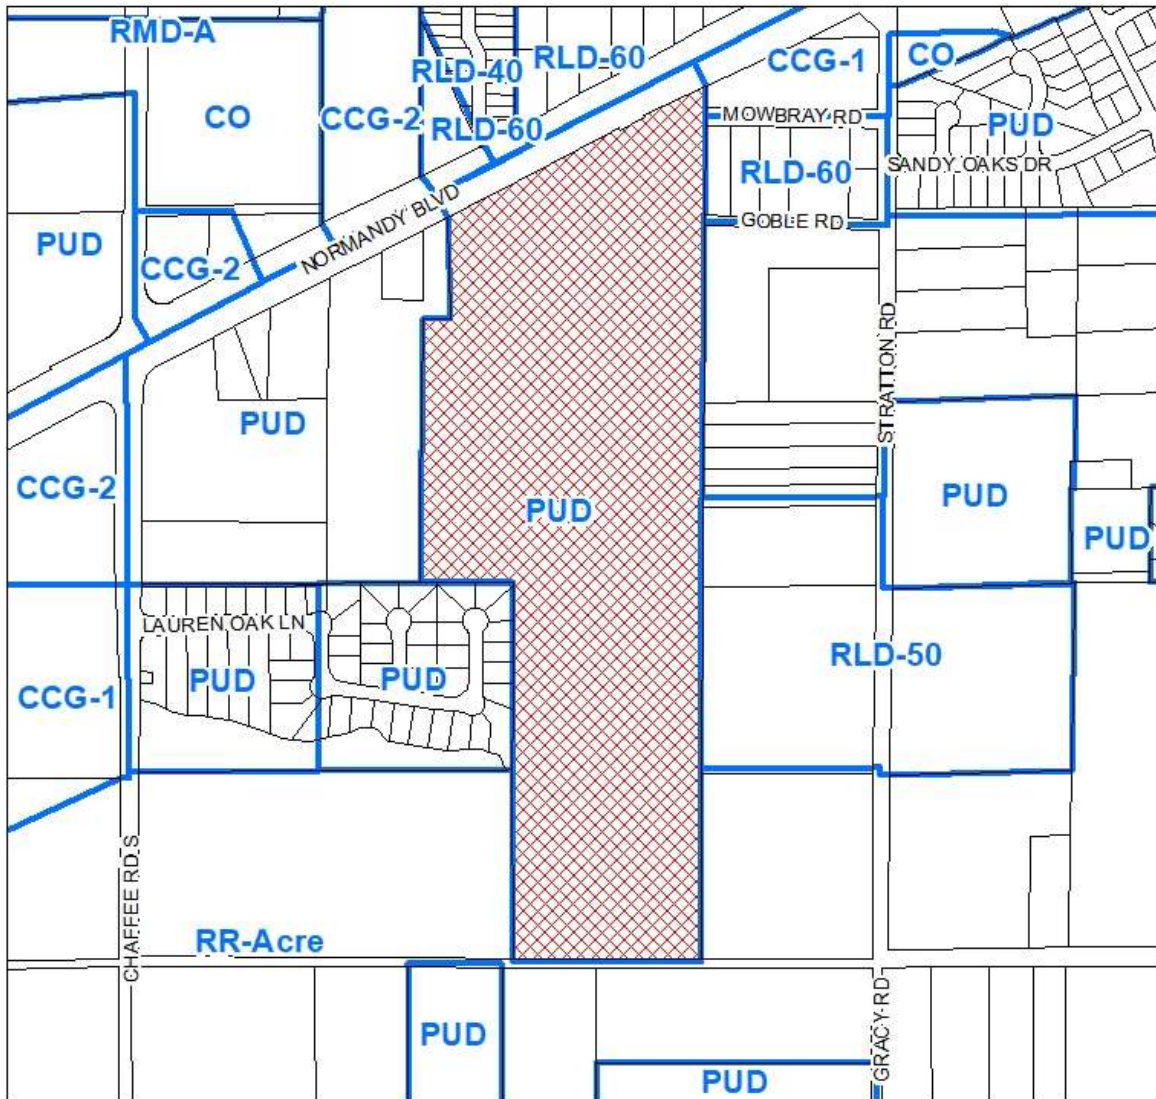 RMD-A
RLD-60
CCG-1
CO
RLD-40
CO
CCG-2
RLD-60
MOWBRAY RD
PUD
RLD-60
SANDY OAKS DR
NORMANDY BLVD
GOBLE RD
PUD
CCG-2
STRATTON RD
PUD
CCG-2
PUD
PUD
PUD
LAUREN OAK LN
PUD
PUD
RLD-50
CCG-1
CHAFFEE RD S
RR-Acre
PUD
GRACY RD
PUD